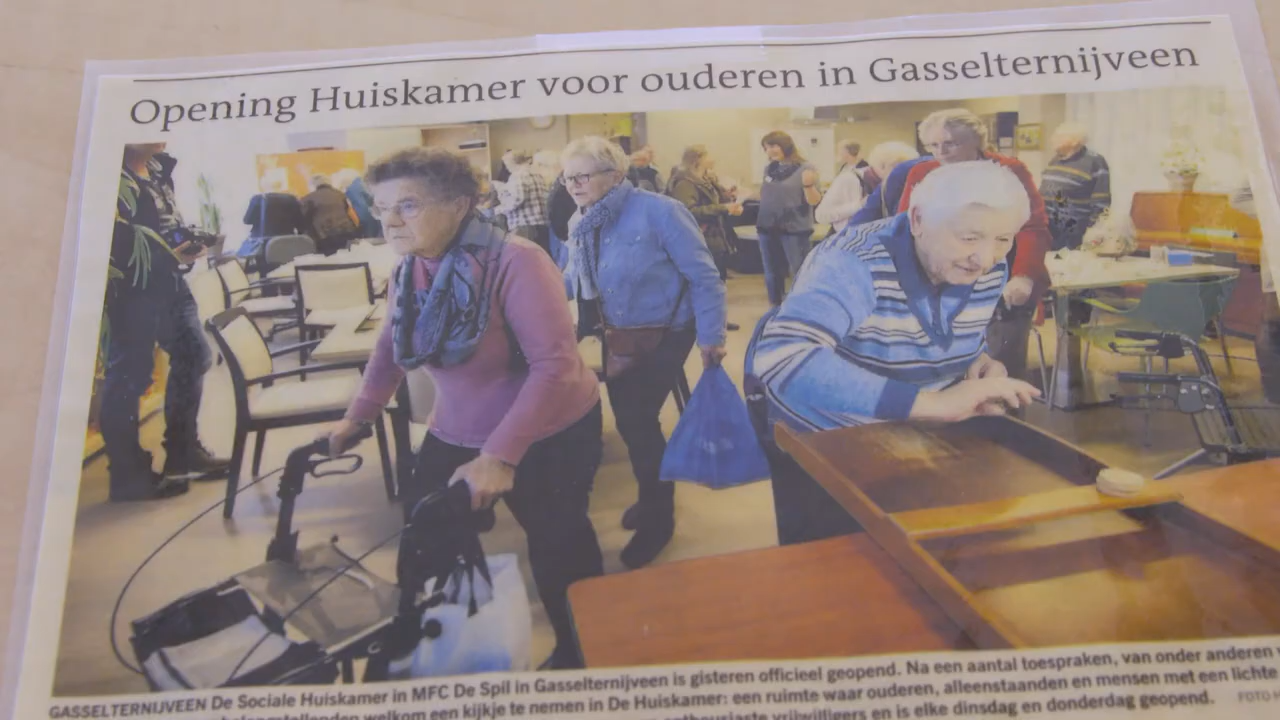 Opening Huiskamer voor ouderen in Gasselternijveen
GASSELTERNIJVEEN De Sociale Huiskamer in MFC De Spil in Gasselternijveen is gisteren officieel geopend. Na een aantal toespraken, van onder anderen
welkom een kijkje te nemen in De Huiskamer: een ruimte waar ouderen, alleenstaanden en mensen met een lichte
enthousiaste vrijwilligers en is elke dinsdag en donderdag geopend. FOTO